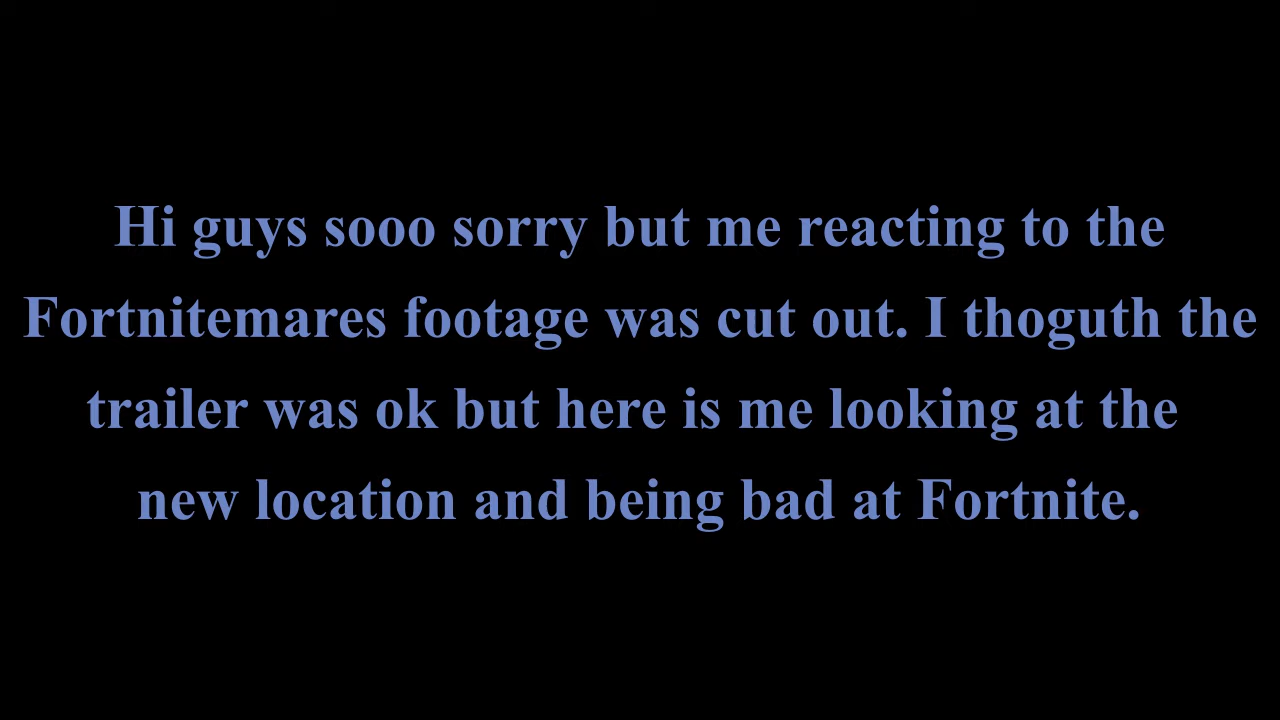 Hi guys sooo sorry but me reacting to the
Fortnitemares footage was cut out. I thoguth the
trailer was ok but here is me looking at the
new location and being bad at Fortnite.